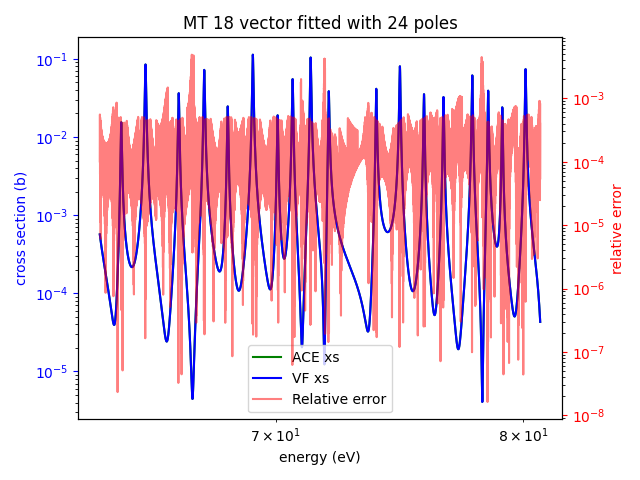 MT 18 vector fitted with 24 poles
10⁻¹
10⁻²
10⁻³
10⁻⁴
10⁻⁵
cross section (b)
10⁻³
10⁻⁴
10⁻⁵
10⁻⁶
10⁻⁷
10⁻⁸
relative error
ACE xs
VF xs
Relative error
7 × 10¹
8 × 10¹
energy (eV)